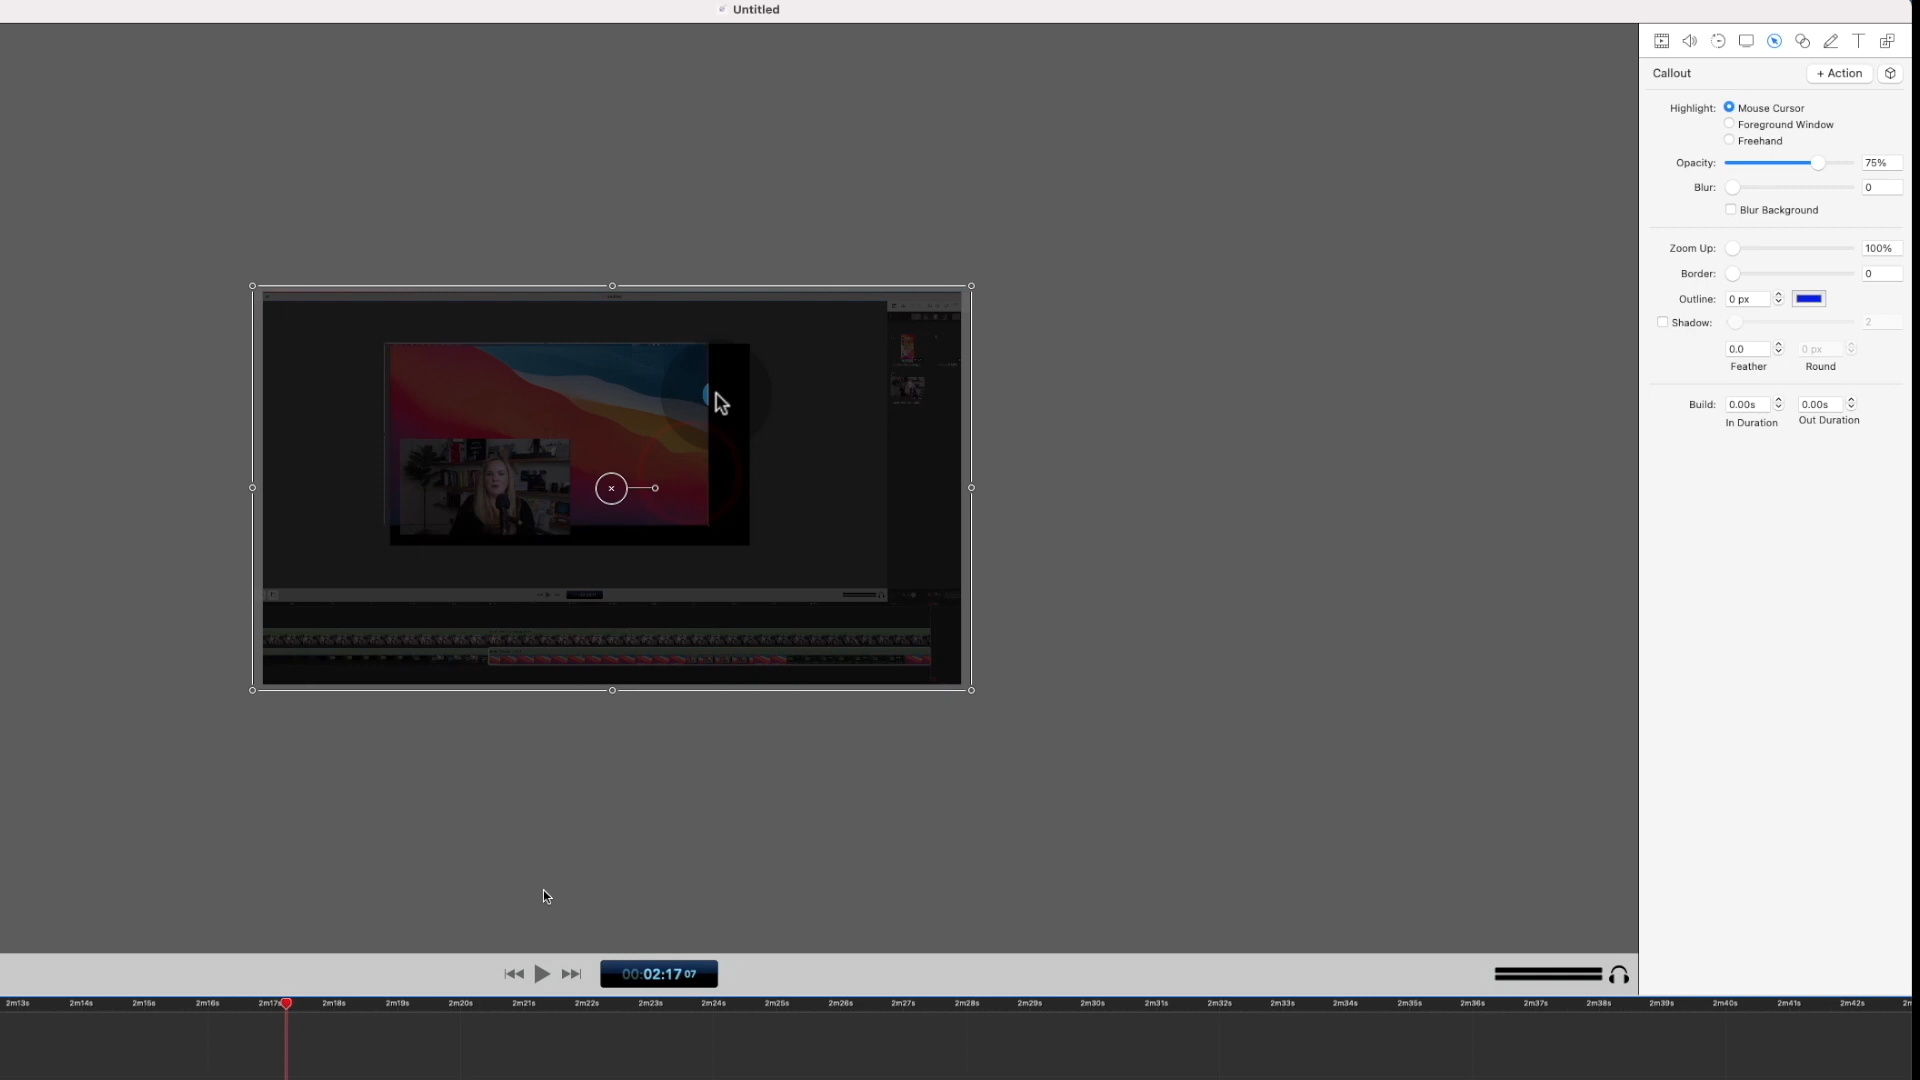 Untitled
Callout
+ Action
Highlight: Mouse Cursor
Foreground Window
Freehand
Opacity: 75%
Blur: 0
Blur Background
Zoom Up: 100%
Border: 0
Outline: 0 px
Shadow: 2
0.0 0 px
Feather Round
Build: 0.00s 0.00s
In Duration Out Duration
00:02:17 07
2m13s 2m14s 2m15s 2m16s 2m17s 2m18s 2m19s 2m20s 2m21s 2m22s 2m23s 2m24s 2m25s 2m26s 2m27s 2m28s 2m29s 2m30s 2m31s 2m32s 2m33s 2m34s 2m35s 2m36s 2m37s 2m38s 2m39s 2m40s 2m41s 2m42s